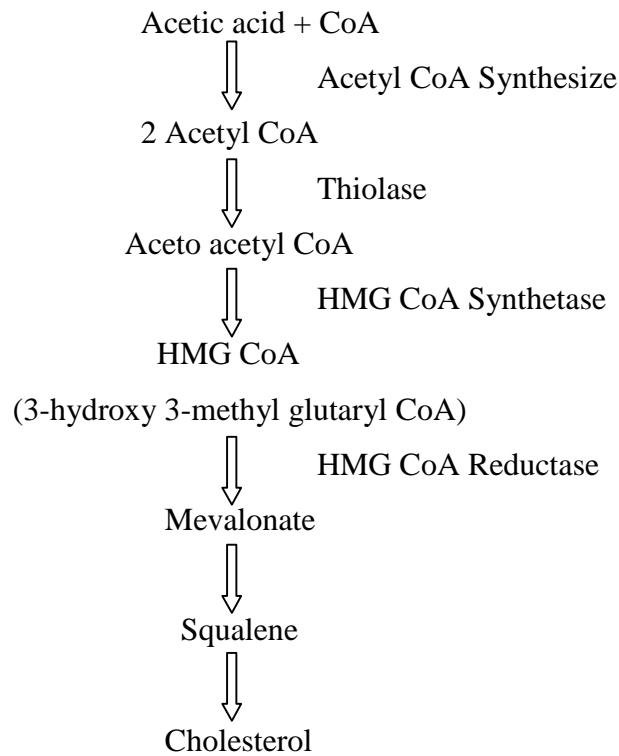 Acetic acid + CoA
Acetyl CoA Synthesize
2 Acetyl CoA
Thiolase
Aceto acetyl CoA
HMG CoA Synthetase
HMG CoA
(3-hydroxy 3-methyl glutaryl CoA)
HMG CoA Reductase
Mevalonate
Squalene
Cholesterol